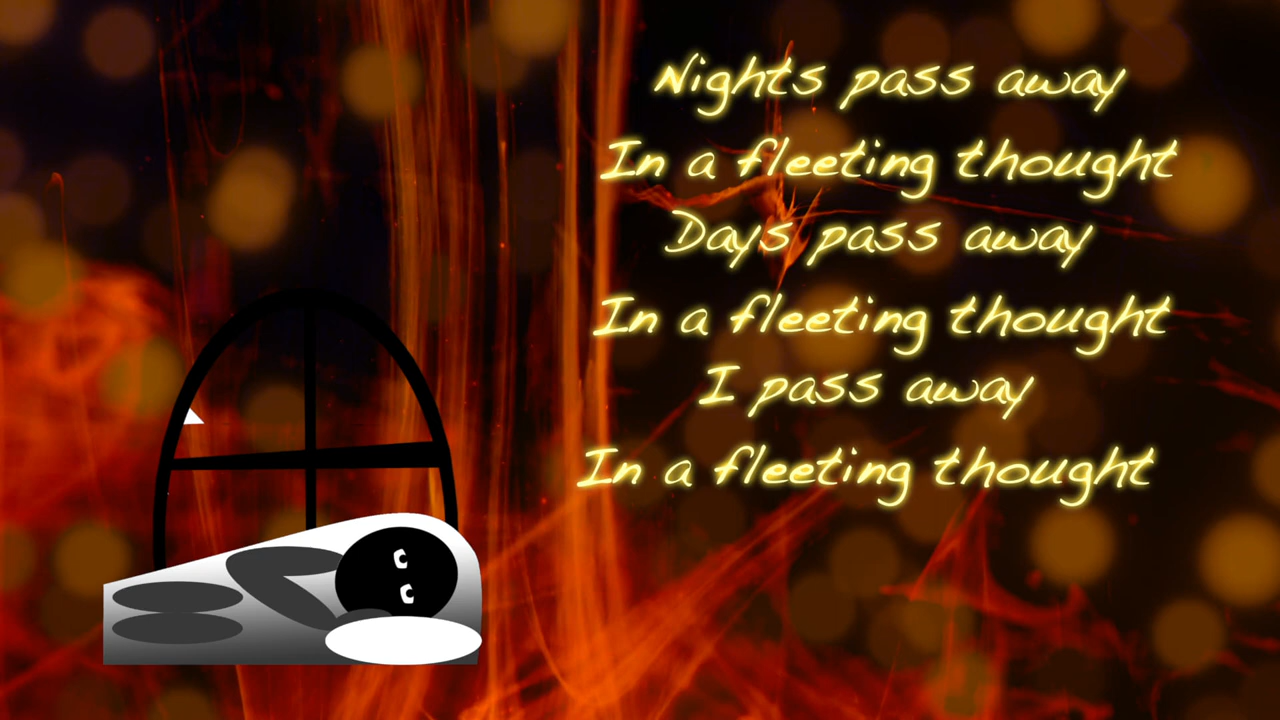 Nights pass away
In a fleeting thought
Days pass away
In a fleeting thought
I pass away
In a fleeting thought